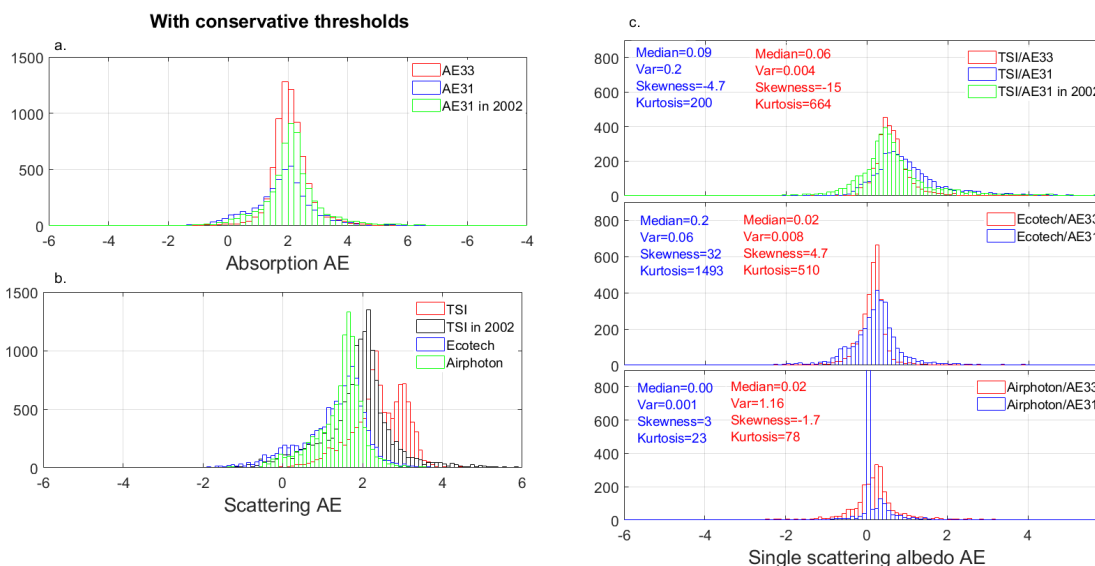 With conservative thresholds
a.
1500
1000
500
0
-6
-4
-2
0
2
4
6
-4
AE33
AE31
AE31 in 2002
Absorption AE
b.
1500
1000
500
0
-6
-4
-2
0
2
4
6
TSI
TSI in 2002
Ecotech
Airphoton
Scattering AE
c.
800
600
400
200
0
Median=0.09
Var=0.2
Skewness=-4.7
Kurtosis=200
Median=0.06
Var=0.004
Skewness=-15
Kurtosis=664
TSI/AE33
TSI/AE31
TSI/AE31 in 2002
800
600
400
200
0
Median=0.2
Var=0.06
Skewness=32
Kurtosis=1493
Median=0.02
Var=0.008
Skewness=4.7
Kurtosis=510
Ecotech/AE33
Ecotech/AE31
800
600
400
200
0
Median=0.00
Var=0.001
Skewness=3
Kurtosis=23
Median=0.02
Var=1.16
Skewness=-1.7
Kurtosis=78
Airphoton/AE33
Airphoton/AE31
-6
-4
-2
0
2
4
Single scattering albedo AE